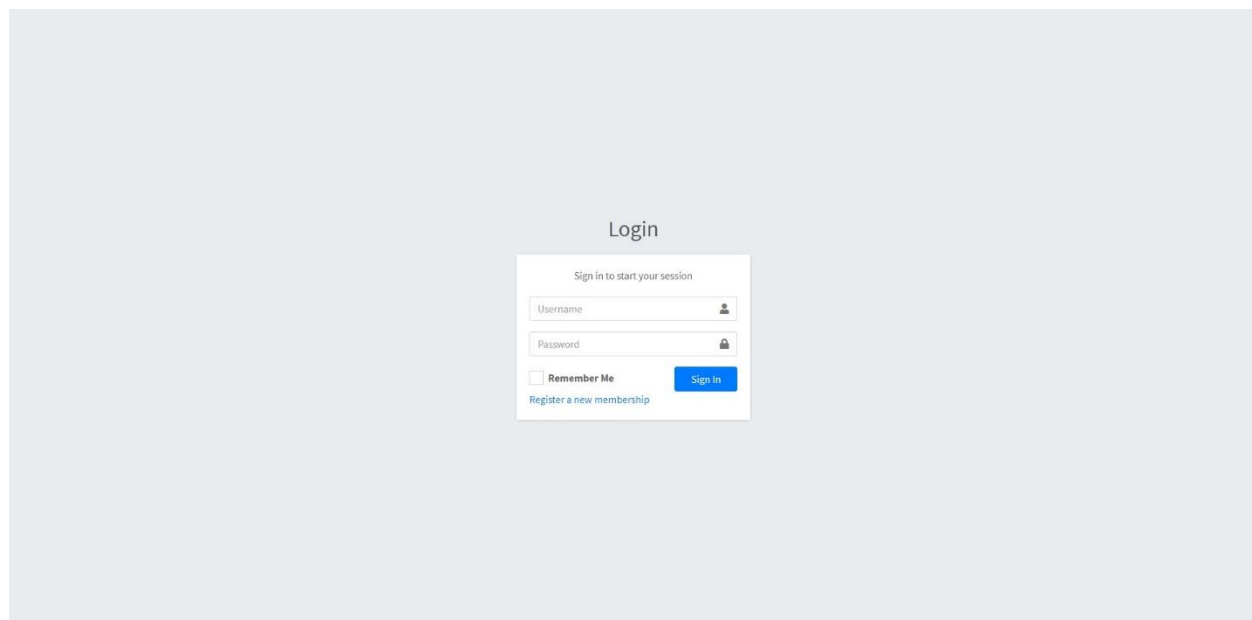 Login
Sign in to start your session
Username
Password
Remember Me
Sign In
Register a new membership